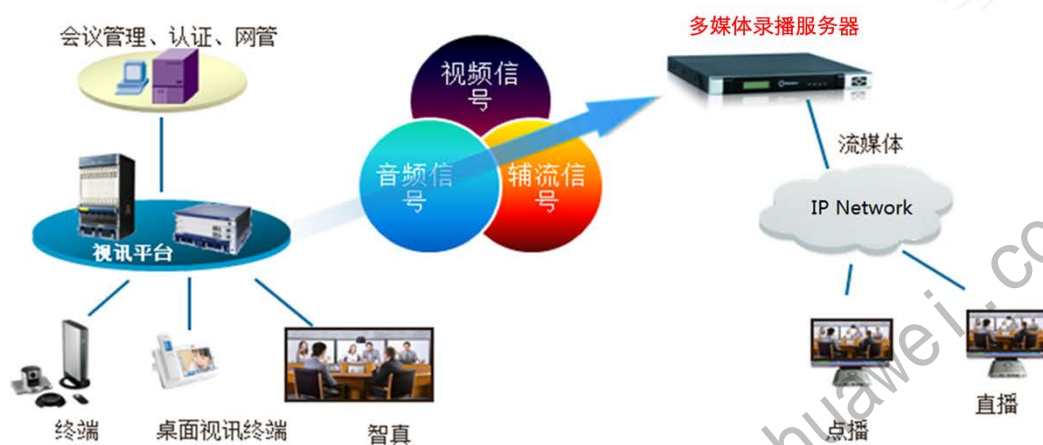 会议管理、认证、网管
多媒体录播服务器
视频信
号
音频信
号
辅流信
号
流媒体
IP Network
视讯平台
终端
桌面视讯终端
智真
点播
直播
huawei.co